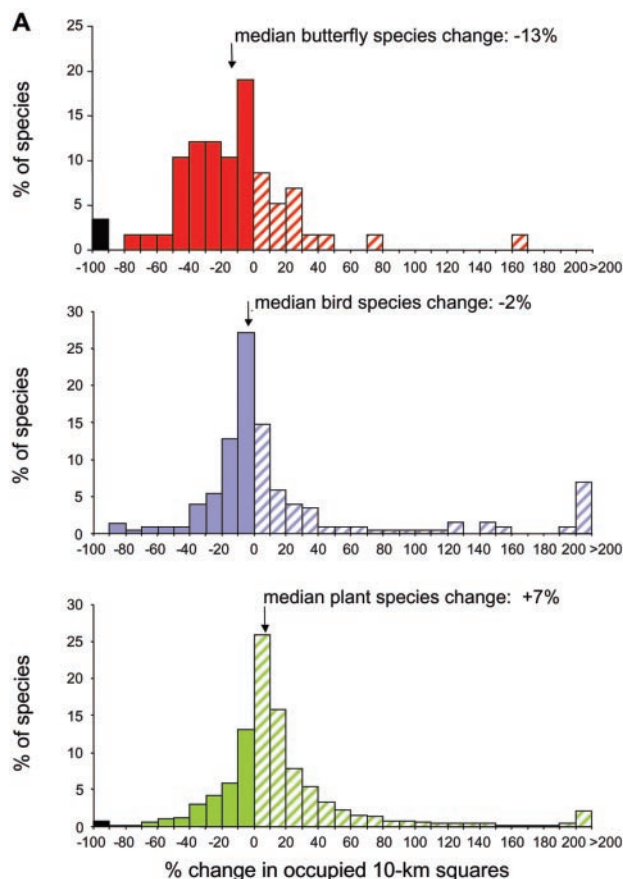 A
median butterfly species change: -13%
25
20
15
10
5
0
% of species
-100 -80 -60 -40 -20 0 20 40 60 80 100 120 140 160 180 200 >200
median bird species change: -2%
30
25
20
15
10
5
0
% of species
-100 -80 -60 -40 -20 0 20 40 60 80 100 120 140 160 180 200 >200
median plant species change: +7%
30
25
20
15
10
5
0
% of species
-100 -80 -60 -40 -20 0 20 40 60 80 100 120 140 160 180 200 >200
% change in occupied 10-km squares